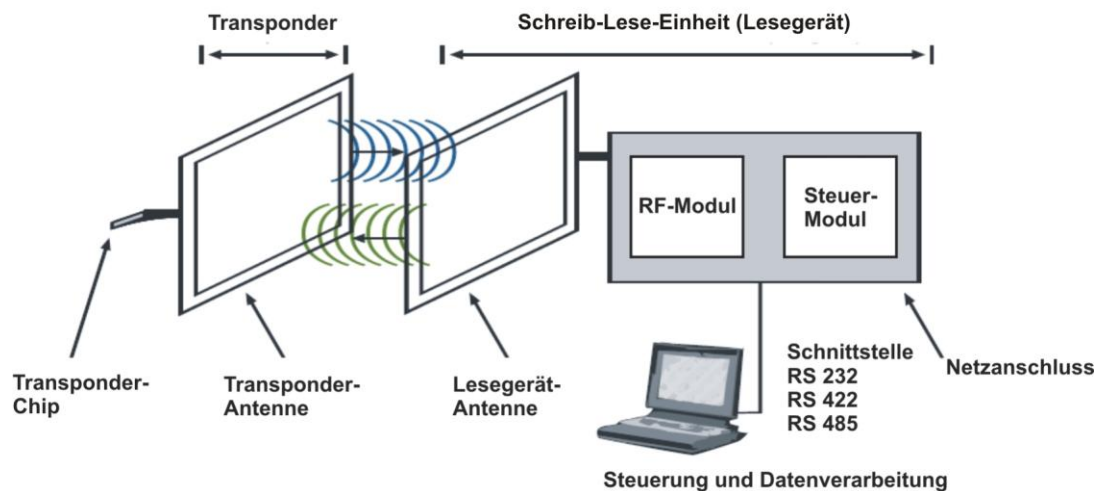 Transponder
Schreib-Lese-Einheit (Lesegerät)
RF-Modul
Steuer-
Modul
Transponder-
Chip
Transponder-
Antenne
Lesegerät-
Antenne
Schnittstelle
RS 232
RS 422
RS 485
Netzanschluss
Steuerung und Datenverarbeitung